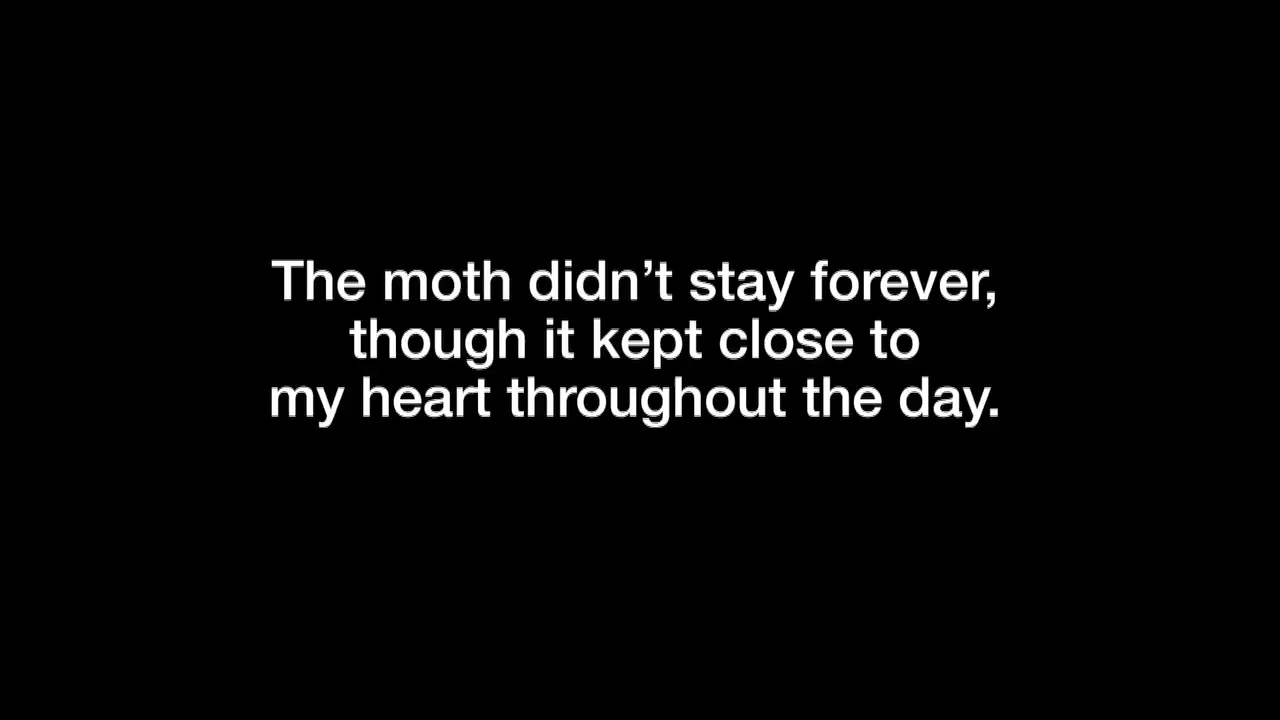 The moth didn’t stay forever,
though it kept close to
my heart throughout the day.